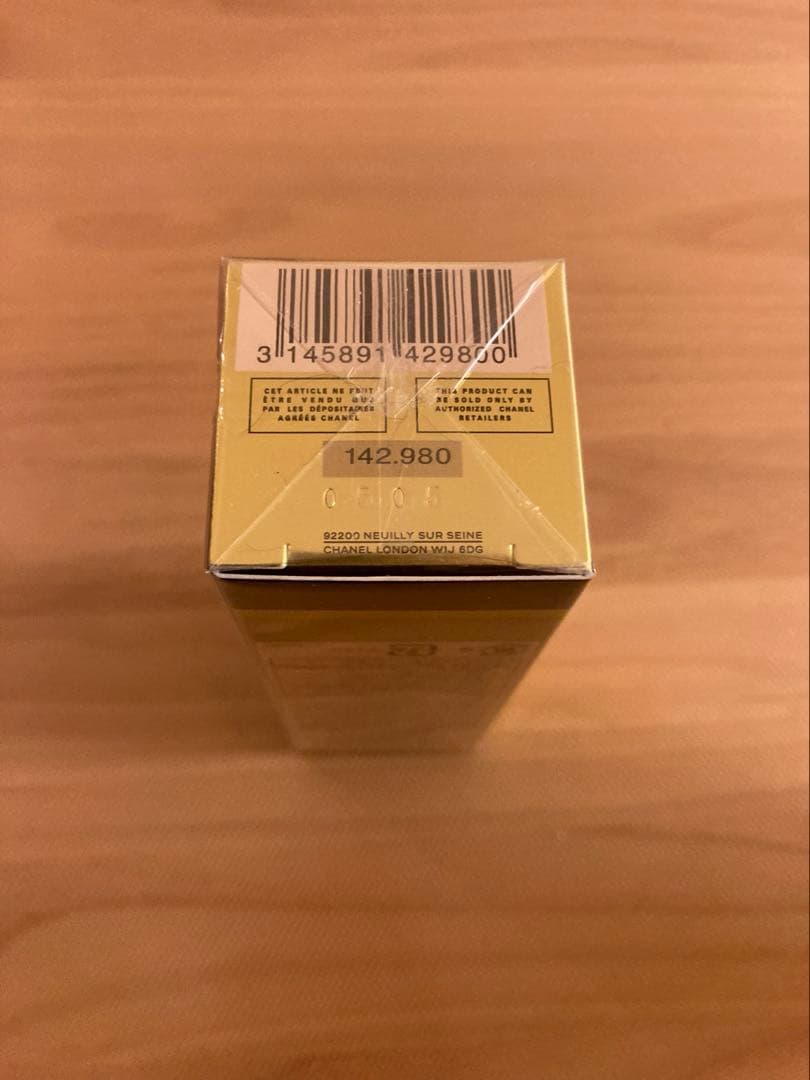 3 145891 429800
CET ARTICLE NE PEUT
ÊTRE VENDU QUE
PAR LES DÉPOSITAIRES
AGRÉÉS CHANEL
THIS PRODUCT CAN
BE SOLD ONLY BY
AUTHORIZED CHANEL
RETAILERS
142.980
92200 NEUILLY SUR SEINE
CHANEL LONDON W1J 6DG